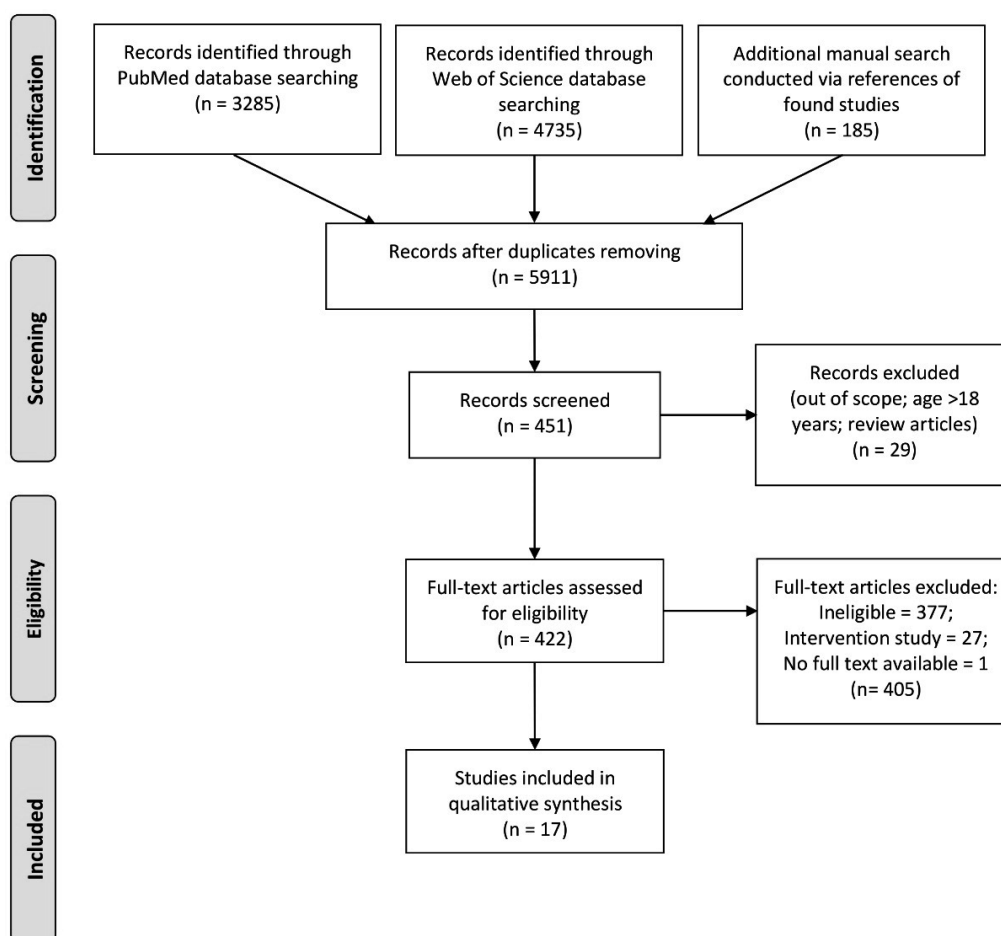 Identification
Records identified through
PubMed database searching
(n = 3285)
Records identified through
Web of Science database
searching
(n = 4735)
Additional manual search
conducted via references of
found studies
(n = 185)
Screening
Records after duplicates removing
(n = 5911)
Records screened
(n = 451)
Records excluded
(out of scope; age >18
years; review articles)
(n = 29)
Eligibility
Full-text articles assessed
for eligibility
(n = 422)
Full-text articles excluded:
Ineligible = 377;
Intervention study = 27;
No full text available = 1
(n= 405)
Included
Studies included in
qualitative synthesis
(n = 17)